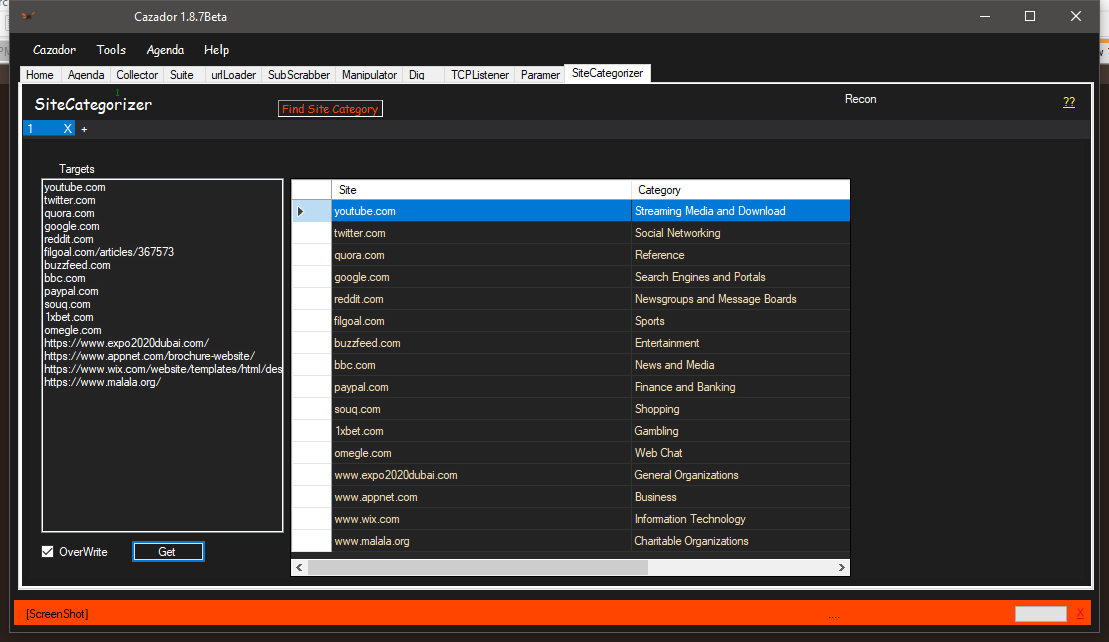 Cazador 1.8.7Beta
Cazador Tools Agenda Help
Home Agenda Collector Suite urlLoader SubScrabber Manipulator Dig TCPListener Paramer SiteCategorizer
SiteCategorizer Find Site Category Recon ??
1 X +
Targets
youtube.com
twitter.com
quora.com
google.com
reddit.com
filgoal.com/articles/367573
buzzfeed.com
bbc.com
paypal.com
souq.com
1xbet.com
omegle.com
https://www.expo2020dubai.com/
https://www.appnet.com/brochure-website/
https://www.wix.com/website/templates/html/des
https://www.malala.org/
OverWrite Get
Site Category
youtube.com Streaming Media and Download
twitter.com Social Networking
quora.com Reference
google.com Search Engines and Portals
reddit.com Newsgroups and Message Boards
filgoal.com Sports
buzzfeed.com Entertainment
bbc.com News and Media
paypal.com Finance and Banking
souq.com Shopping
1xbet.com Gambling
omegle.com Web Chat
www.expo2020dubai.com General Organizations
www.appnet.com Business
www.wix.com Information Technology
www.malala.org Charitable Organizations
[ScreenShot] .... X